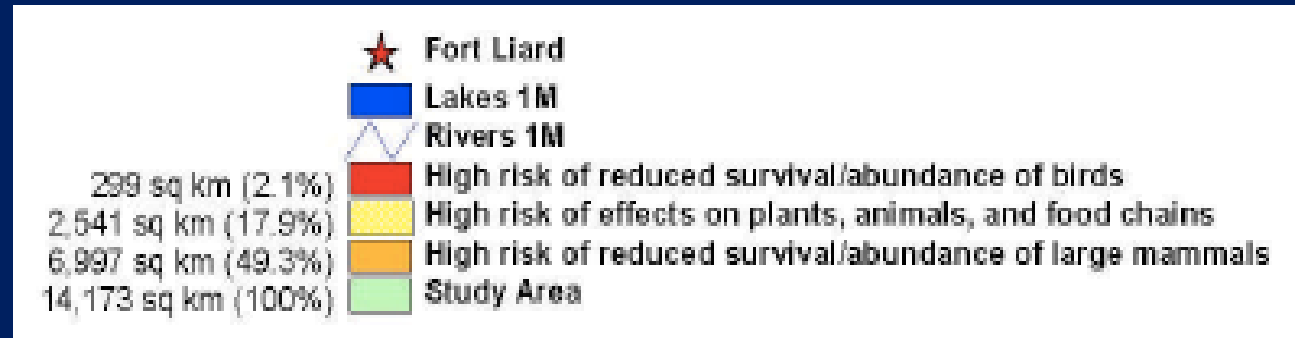 Fort Liard
Lakes 1M
Rivers 1M
299 sq km (2.1%) High risk of reduced survival/abundance of birds
2,541 sq km (17.9%) High risk of effects on plants, animals, and food chains
6,997 sq km (49.3%) High risk of reduced survival/abundance of large mammals
14,173 sq km (100%) Study Area